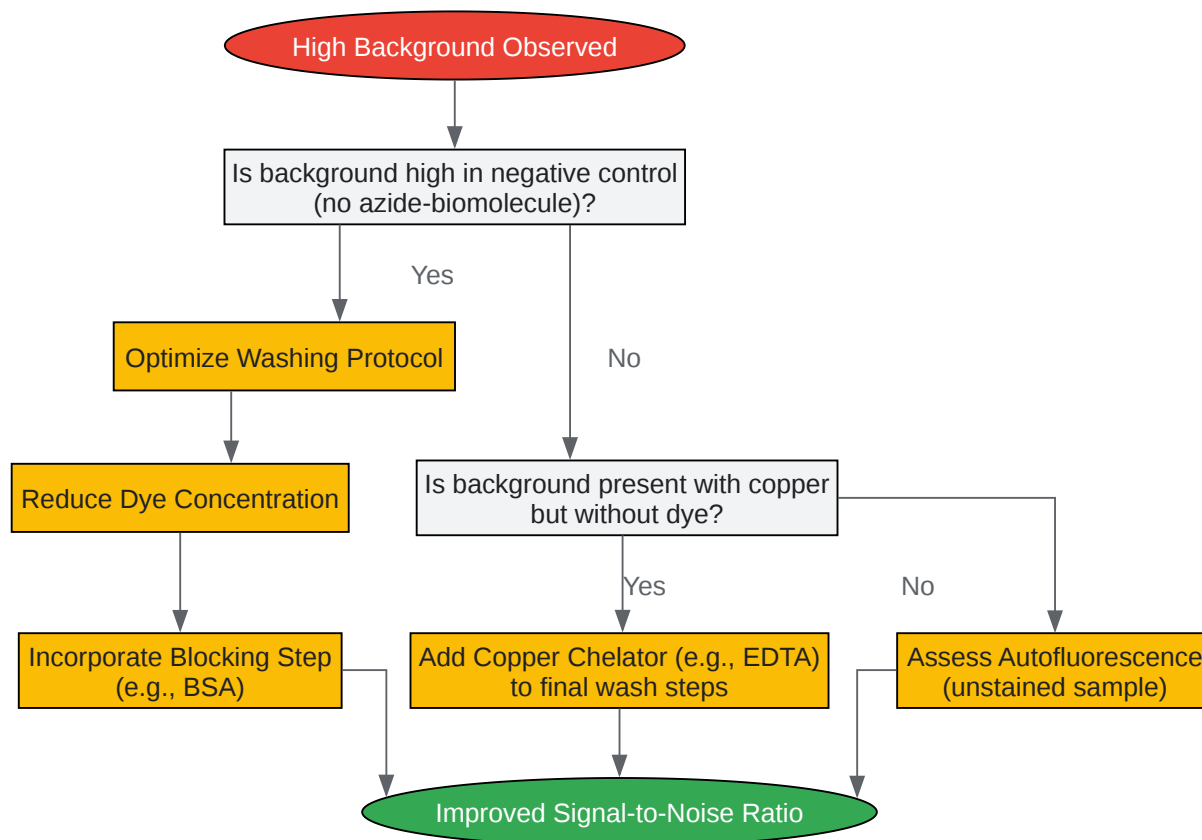 High Background Observed
Is background high in negative control
(no azide-biomolecule)?
Yes
Optimize Washing Protocol
No
Reduce Dye Concentration
Is background present with copper
but without dye?
Yes
No
Incorporate Blocking Step
(e.g., BSA)
Add Copper Chelator (e.g., EDTA)
to final wash steps
Assess Autofluorescence
(unstained sample)
Improved Signal-to-Noise Ratio